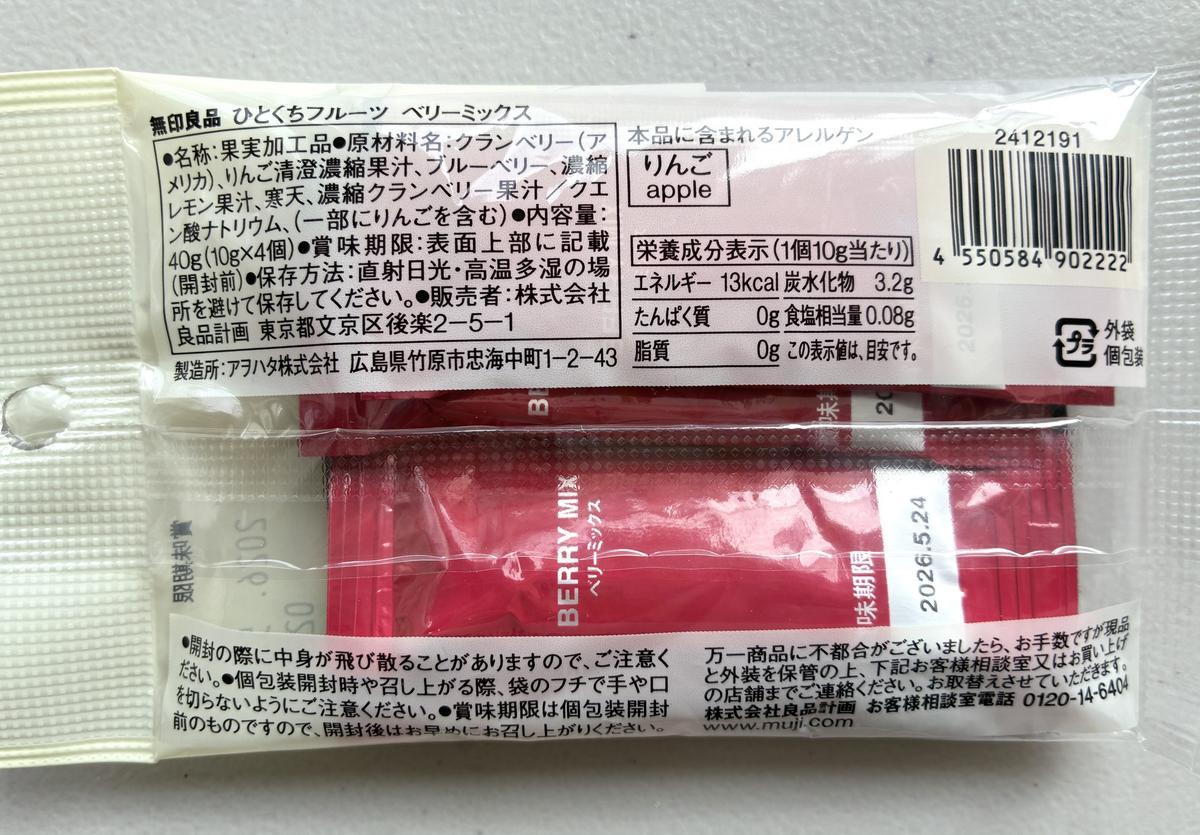 無印良品 ひとくちフルーツ ベリーミックス
●名称：果実加工品●原材料名：クランベリー（ア
メリカ）、りんご清澄濃縮果汁、ブルーベリー、濃縮
レモン果汁、寒天、濃縮クランベリー果汁／クエ
ン酸ナトリウム、（一部にりんごを含む）●内容量：
40g（10g×4個）●賞味期限：表面上部に記載
（開封前）●保存方法：直射日光・高温多湿の場
所を避けて保存してください。●販売者：株式会社
良品計画 東京都文京区後楽2－5－1
製造所：アヲハタ株式会社 広島県竹原市忠海中町1－2－43
本品に含まれるアレルゲン
りんご
apple
栄養成分表示（1個10g当たり）
エネルギー 13kcal 炭水化物 3.2g
たんぱく質 0g 食塩相当量 0.08g
脂質 0g この表示値は、目安です。
2412191
4 550584 902222
プラ
外袋
個包装
BERRY MIX
ベリーミックス
味期限
2026.5.24
賞味期限
●開封の際に中身が飛び散ることがありますので、ご注意く
ださい。●個包装開封時や召し上がる際、袋のフチで手や口
を切らないようにご注意ください。●賞味期限は個包装開封
前のものですので、開封後はお早めにお召し上がりください。
万一商品に不都合がございましたら、お手数ですが現品
と外装を保管の上、下記お客様相談室又はお買い上げ
の店舗までご連絡ください。お取替えさせていただきます。
株式会社良品計画 お客様相談室電話 0120-14-6404
www.muji.com